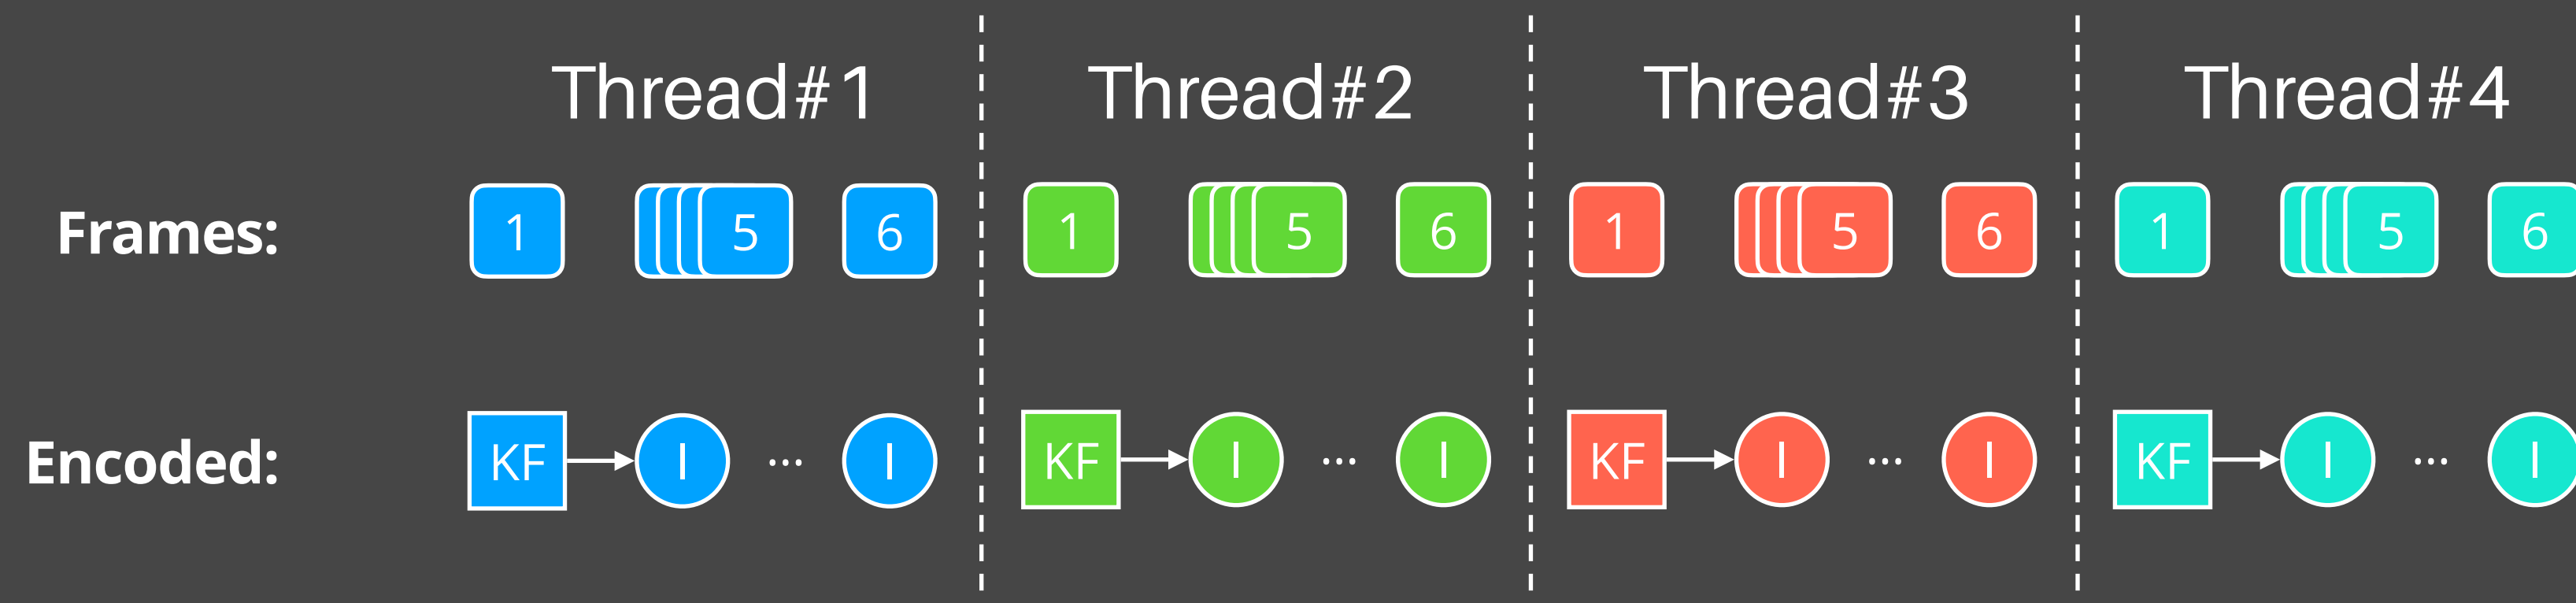 Thread#1 Thread#2 Thread#3 Thread#4
Frames: 1 5 6 1 5 6 1 5 6 1 5 6
Encoded: KF I ... I KF I ... I KF I ... I KF I ... I